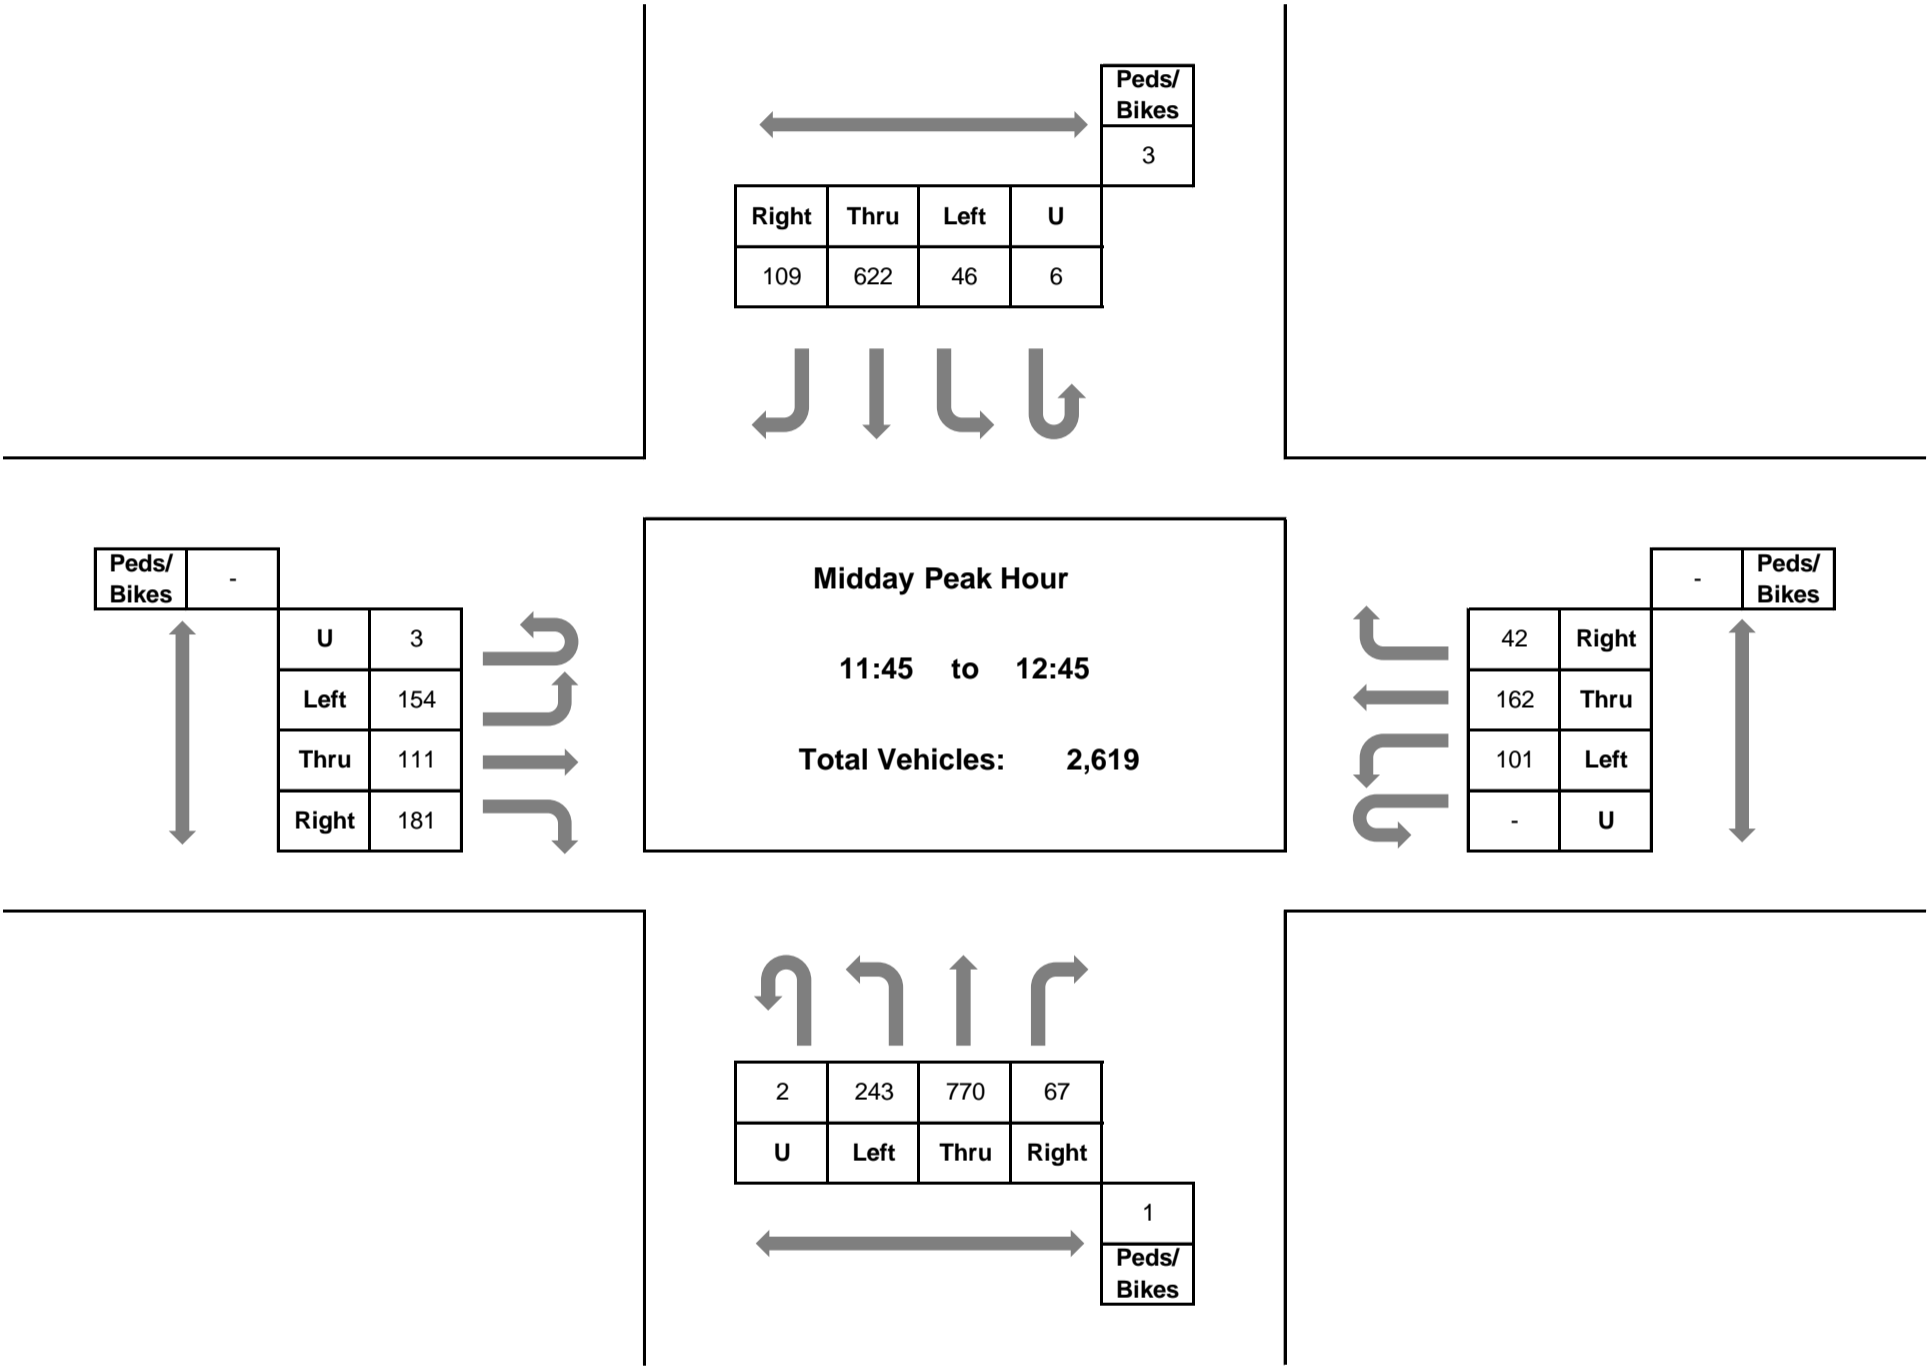 Peds/
Bikes
3
Right Thru Left U
109 622 46 6
Peds/
Bikes
-
U 3
Left 154
Thru 111
Right 181
Midday Peak Hour
11:45 to 12:45
Total Vehicles: 2,619
-
Peds/
Bikes
42 Right
162 Thru
101 Left
- U
2 243 770 67
U Left Thru Right
1
Peds/
Bikes